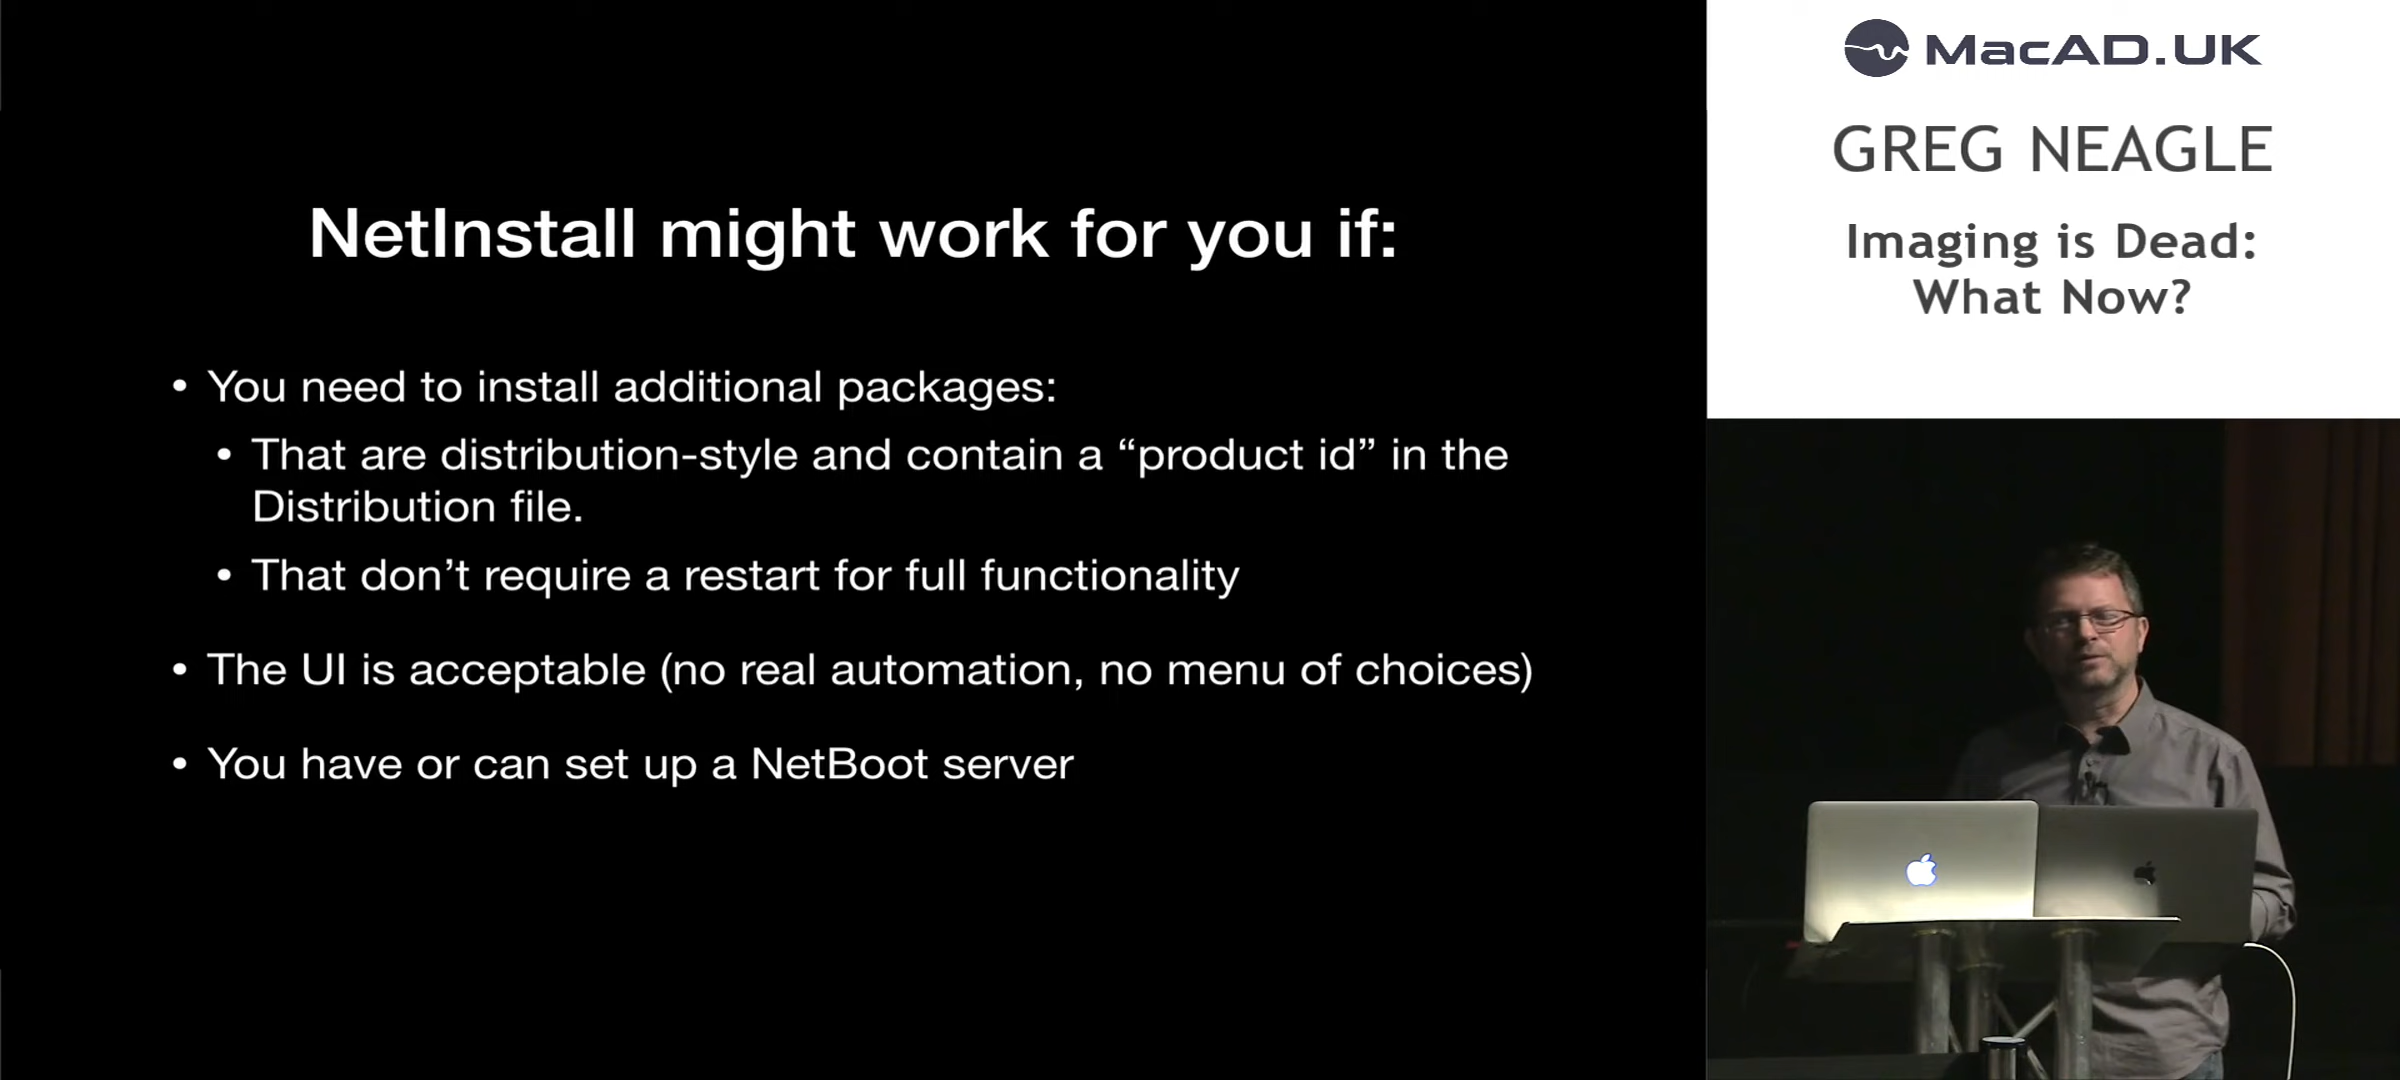 NetInstall might work for you if:
• You need to install additional packages:
• That are distribution-style and contain a “product id” in the
Distribution file.
• That don’t require a restart for full functionality
• The UI is acceptable (no real automation, no menu of choices)
• You have or can set up a NetBoot server
MacAD.UK
GREG NEAGLE
Imaging is Dead:
What Now?